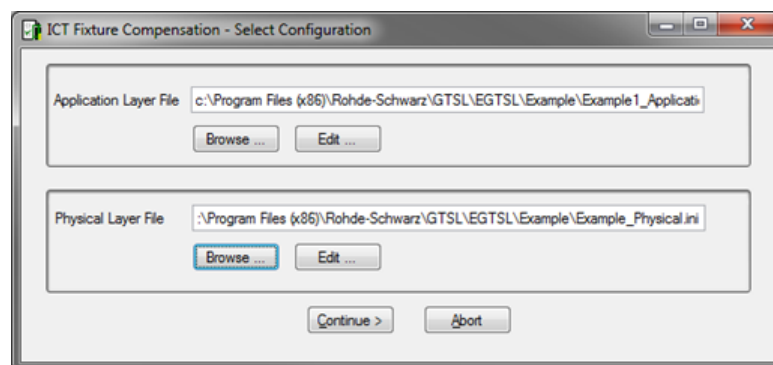 ICT Fixture Compensation - Select Configuration
Application Layer File
c:\Program Files (x86)\Rohde-Schwarz\GTSL\EGTSL\Example\Example1_Applicati
Browse ...
Edit ...
Physical Layer File
:\Program Files (x86)\Rohde-Schwarz\GTSL\EGTSL\Example\Example_Physical.ini
Browse ...
Edit ...
Continue >
Abort